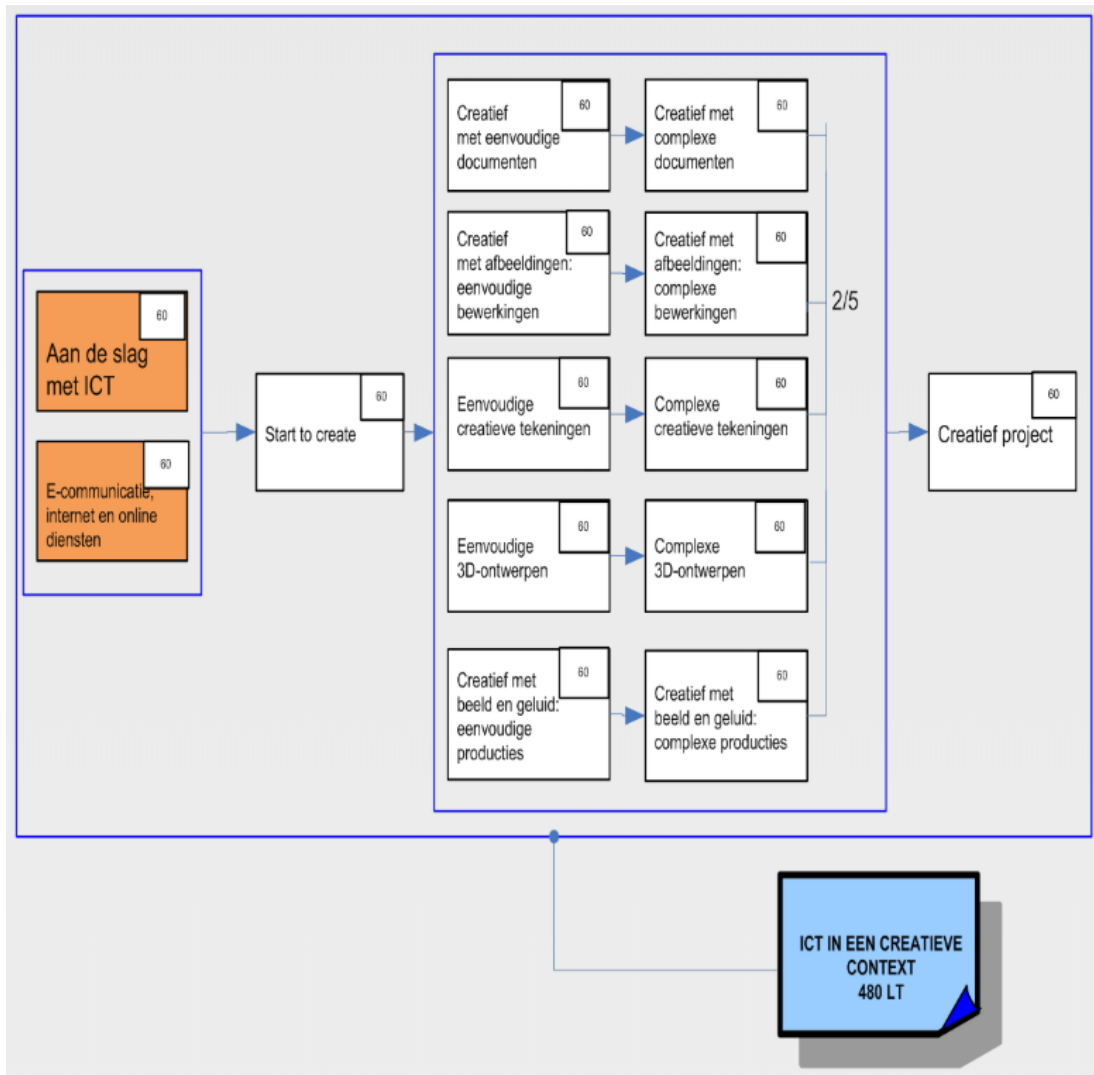 60
Aan de slag
met ICT
60
E-communicatie,
internet en online
diensten
60
Start to create
60
Creatief
met eenvoudige
documenten
60
Creatief met
complexe
documenten
60
Creatief
met afbeeldingen:
eenvoudige
bewerkingen
60
Creatief met
afbeeldingen:
complexe
bewerkingen
60
Eenvoudige
creatieve tekeningen
60
Complexe
creatieve tekeningen
60
Eenvoudige
3D-ontwerpen
60
Complexe
3D-ontwerpen
60
Creatief met
beeld en geluid:
eenvoudige
producties
60
Creatief met
beeld en geluid:
complexe producties
2/5
60
Creatief project
ICT IN EEN CREATIEVE
CONTEXT
480 LT